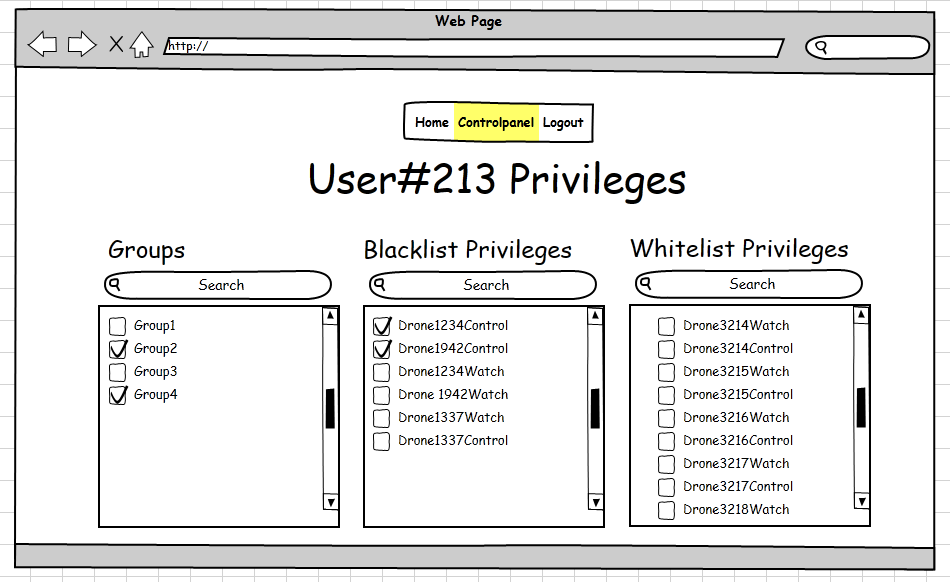 Web Page
http://
Home Controlpanel Logout
User#213 Privileges
Groups
Search
Group1
Group2
Group3
Group4
Blacklist Privileges
Search
Drone1234Control
Drone1942Control
Drone1234Watch
Drone 1942Watch
Drone1337Watch
Drone1337Control
Whitelist Privileges
Search
Drone3214Watch
Drone3214Control
Drone3215Watch
Drone3215Control
Drone3216Watch
Drone3216Control
Drone3217Watch
Drone3217Control
Drone3218Watch